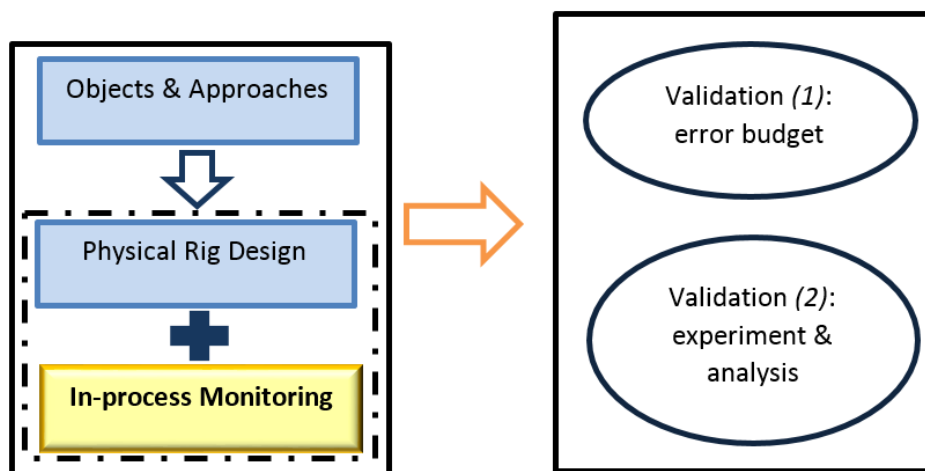 Objects & Approaches
Physical Rig Design
In-process Monitoring
Validation (1):
error budget
Validation (2):
experiment &
analysis